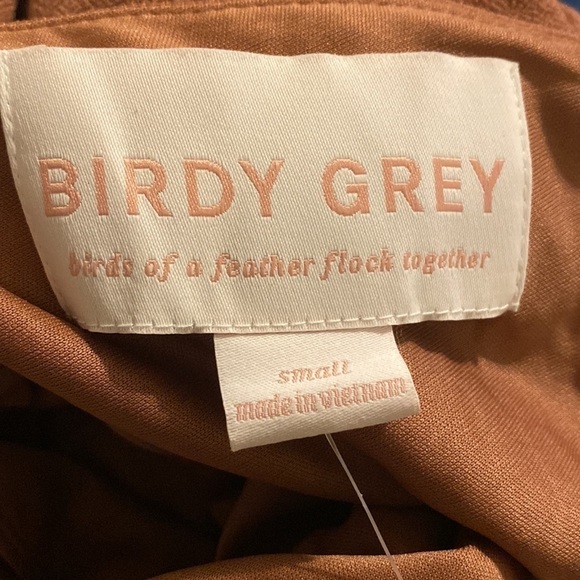 BIRDY GREY
birds of a feather flock together
small
made in vietnam